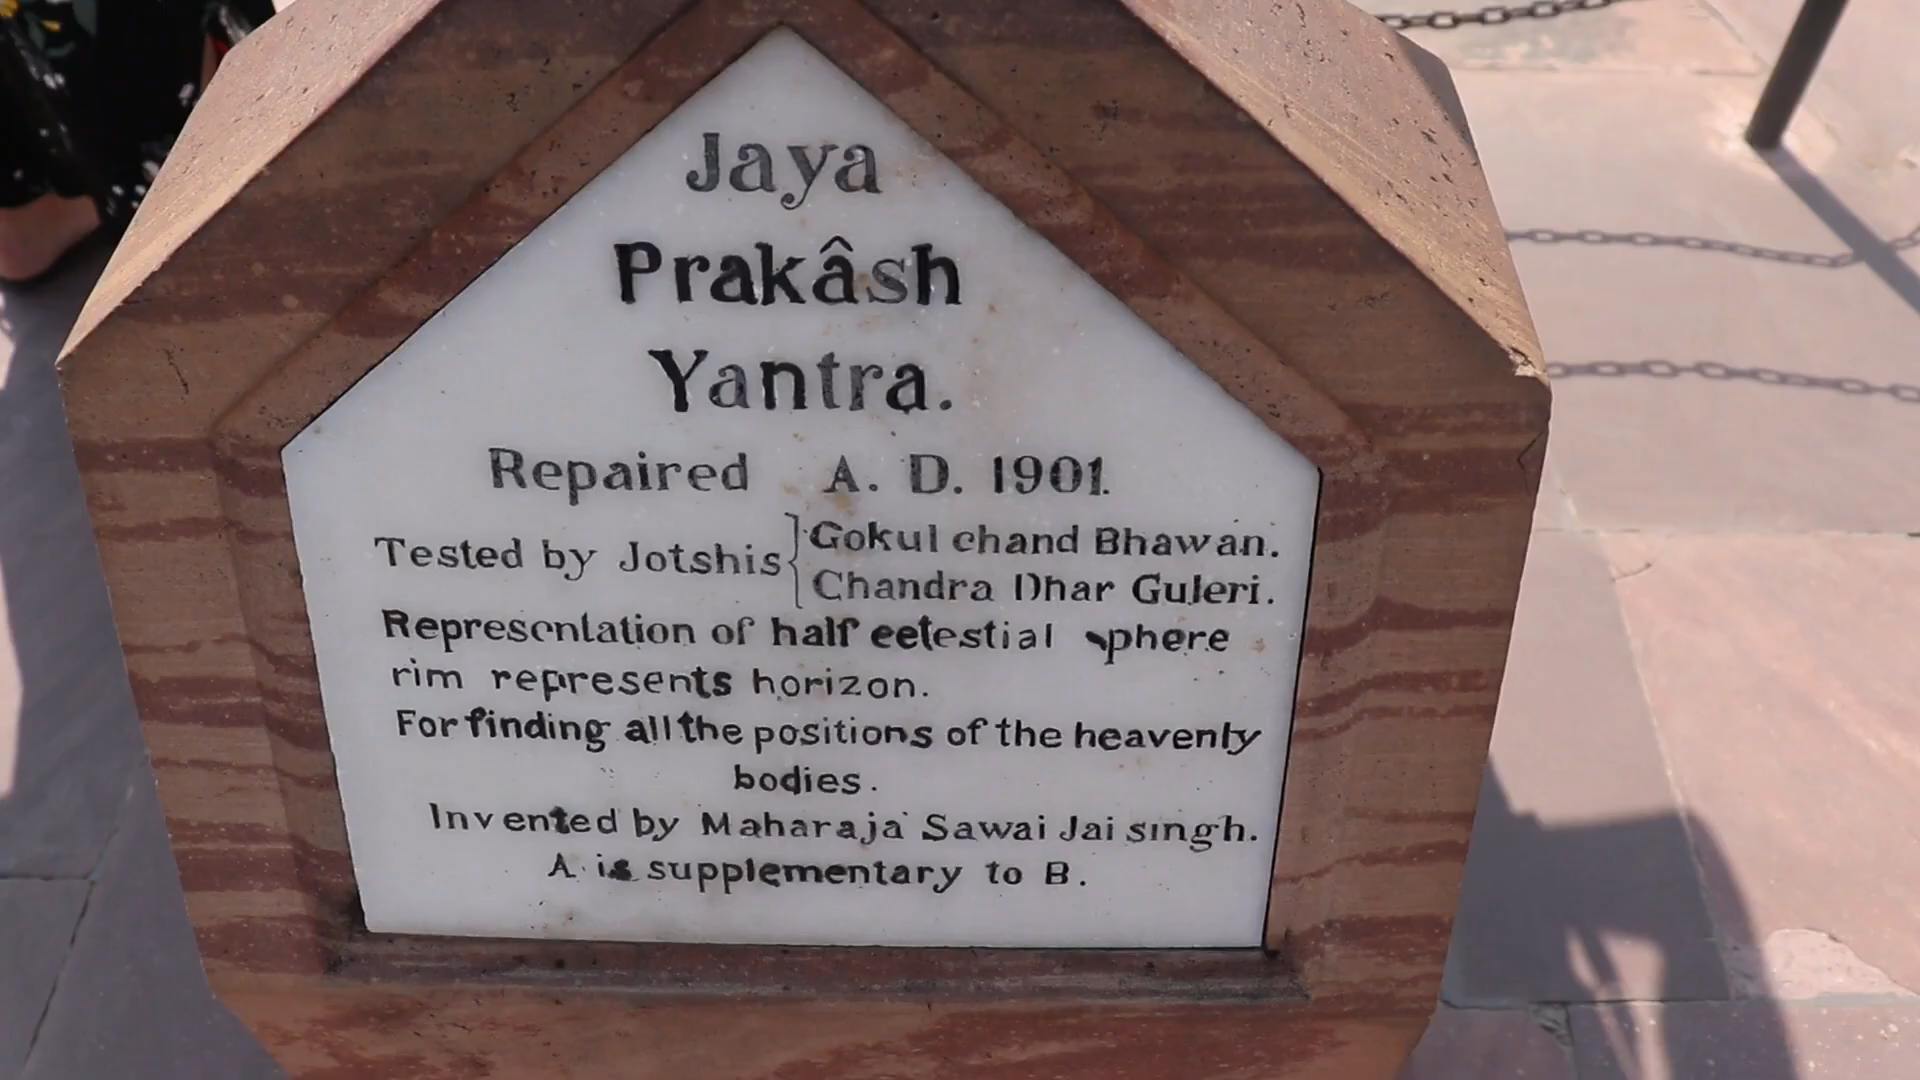 Jaya
Prakâsh
Yantra.
Repaired A. D. 1901.
Tested by Jotshis { Gokul chand Bhawan.
Chandra Dhar Guleri.
Representation of half celestial sphere
rim represents horizon.
For finding all the positions of the heavenly
bodies.
Invented by Maharaja Sawai Jai singh.
A is supplementary to B.